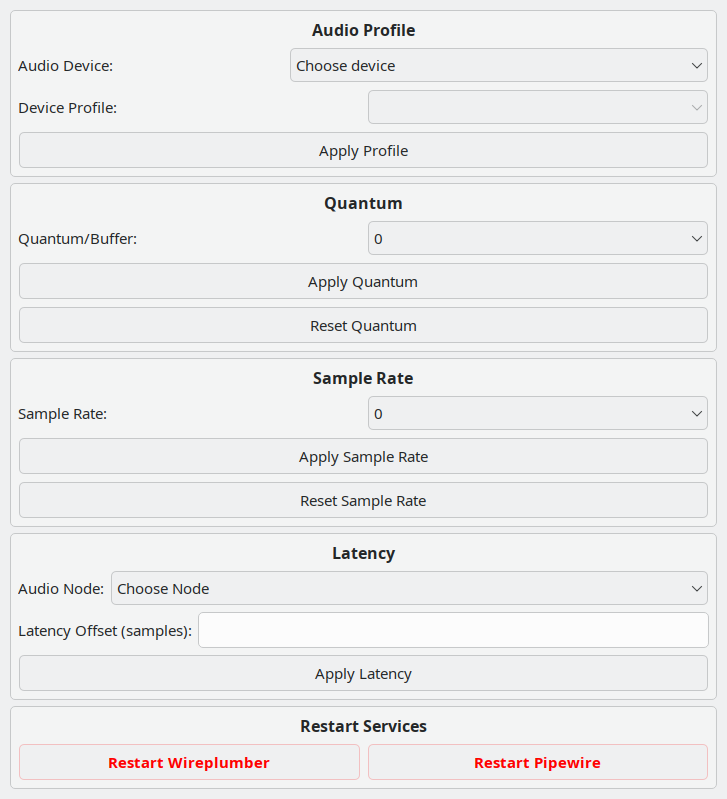 Audio Profile
Audio Device: Choose device
Device Profile:
Apply Profile
Quantum
Quantum/Buffer: 0
Apply Quantum
Reset Quantum
Sample Rate
Sample Rate: 0
Apply Sample Rate
Reset Sample Rate
Latency
Audio Node: Choose Node
Latency Offset (samples):
Apply Latency
Restart Services
Restart Wireplumber Restart Pipewire